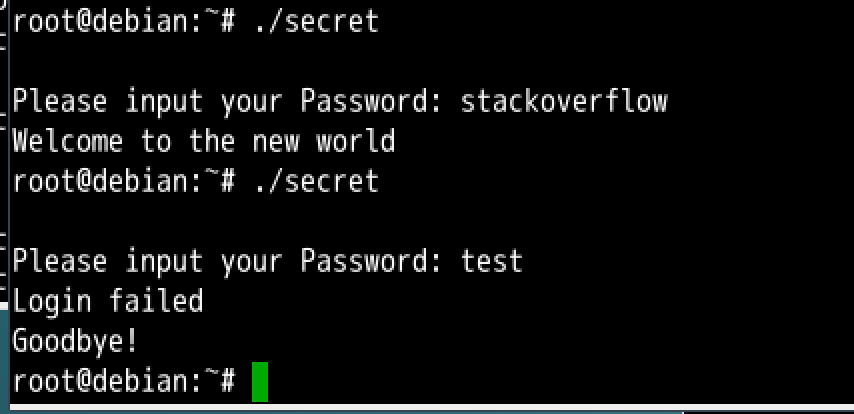 root@debian:~# ./secret
Please input your Password: stackoverflow
Welcome to the new world
root@debian:~# ./secret
Please input your Password: test
Login failed
Goodbye!
root@debian:~#